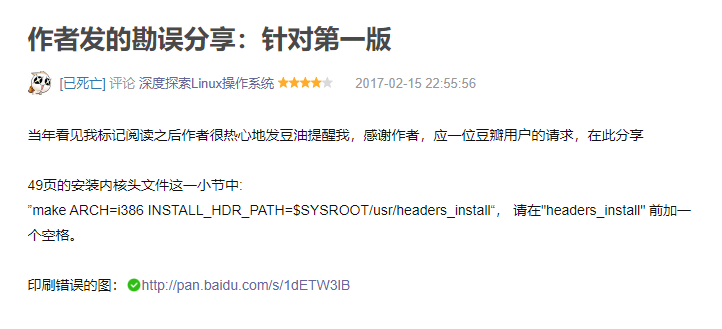 作者发的勘误分享：针对第一版
[已死亡] 评论 深度探索Linux操作系统 2017-02-15 22:55:56
当年看见我标记阅读之后作者很热心地发豆油提醒我，感谢作者，应一位豆瓣用户的请求，在此分享
49页的安装内核头文件这一小节中:
”make ARCH=i386 INSTALL_HDR_PATH=$SYSROOT/usr/headers_install“， 请在"headers_install" 前加一
个空格。
印刷错误的图：http://pan.baidu.com/s/1dETW3lB